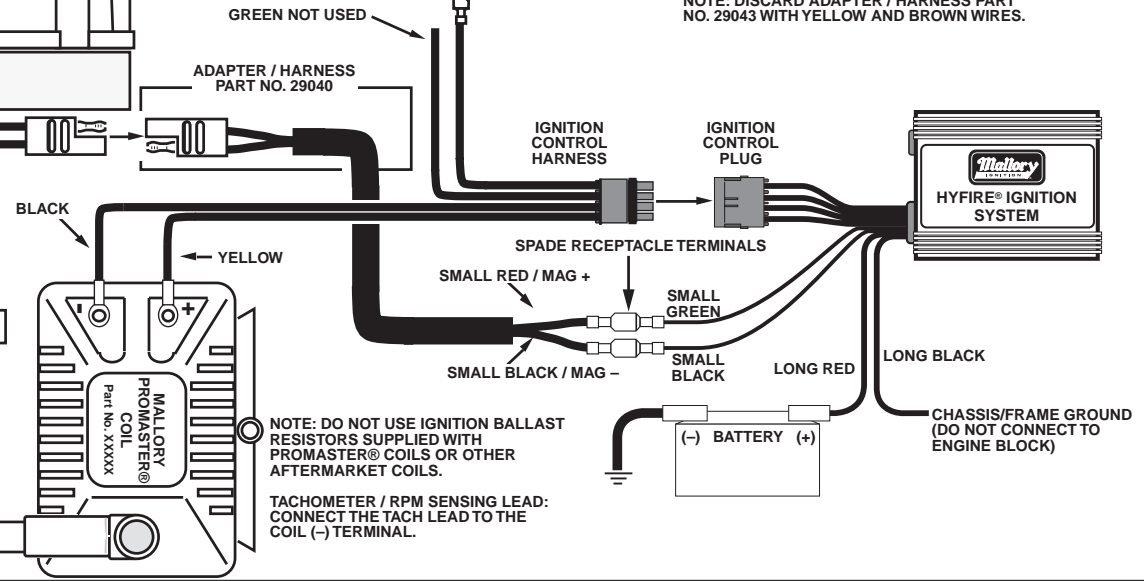 NOTE: DISCARD ADAPTER / HARNESS PART
NO. 29043 WITH YELLOW AND BROWN WIRES.
GREEN NOT USED
ADAPTER / HARNESS
PART NO. 29040
IGNITION
CONTROL
HARNESS
IGNITION
CONTROL
PLUG
Mallory
IGNITION
HYFIRE® IGNITION
SYSTEM
BLACK
YELLOW
SPADE RECEPTACLE TERMINALS
SMALL RED / MAG +
SMALL
GREEN
SMALL BLACK / MAG –
SMALL
BLACK
LONG RED
LONG BLACK
CHASSIS/FRAME GROUND
(DO NOT CONNECT TO
ENGINE BLOCK)
(–) BATTERY (+)
- +
MALLORY
PROMASTER®
COIL
Part No. XXXXX
NOTE: DO NOT USE IGNITION BALLAST
RESISTORS SUPPLIED WITH
PROMASTER® COILS OR OTHER
AFTERMARKET COILS.
TACHOMETER / RPM SENSING LEAD:
CONNECT THE TACH LEAD TO THE
COIL (–) TERMINAL.